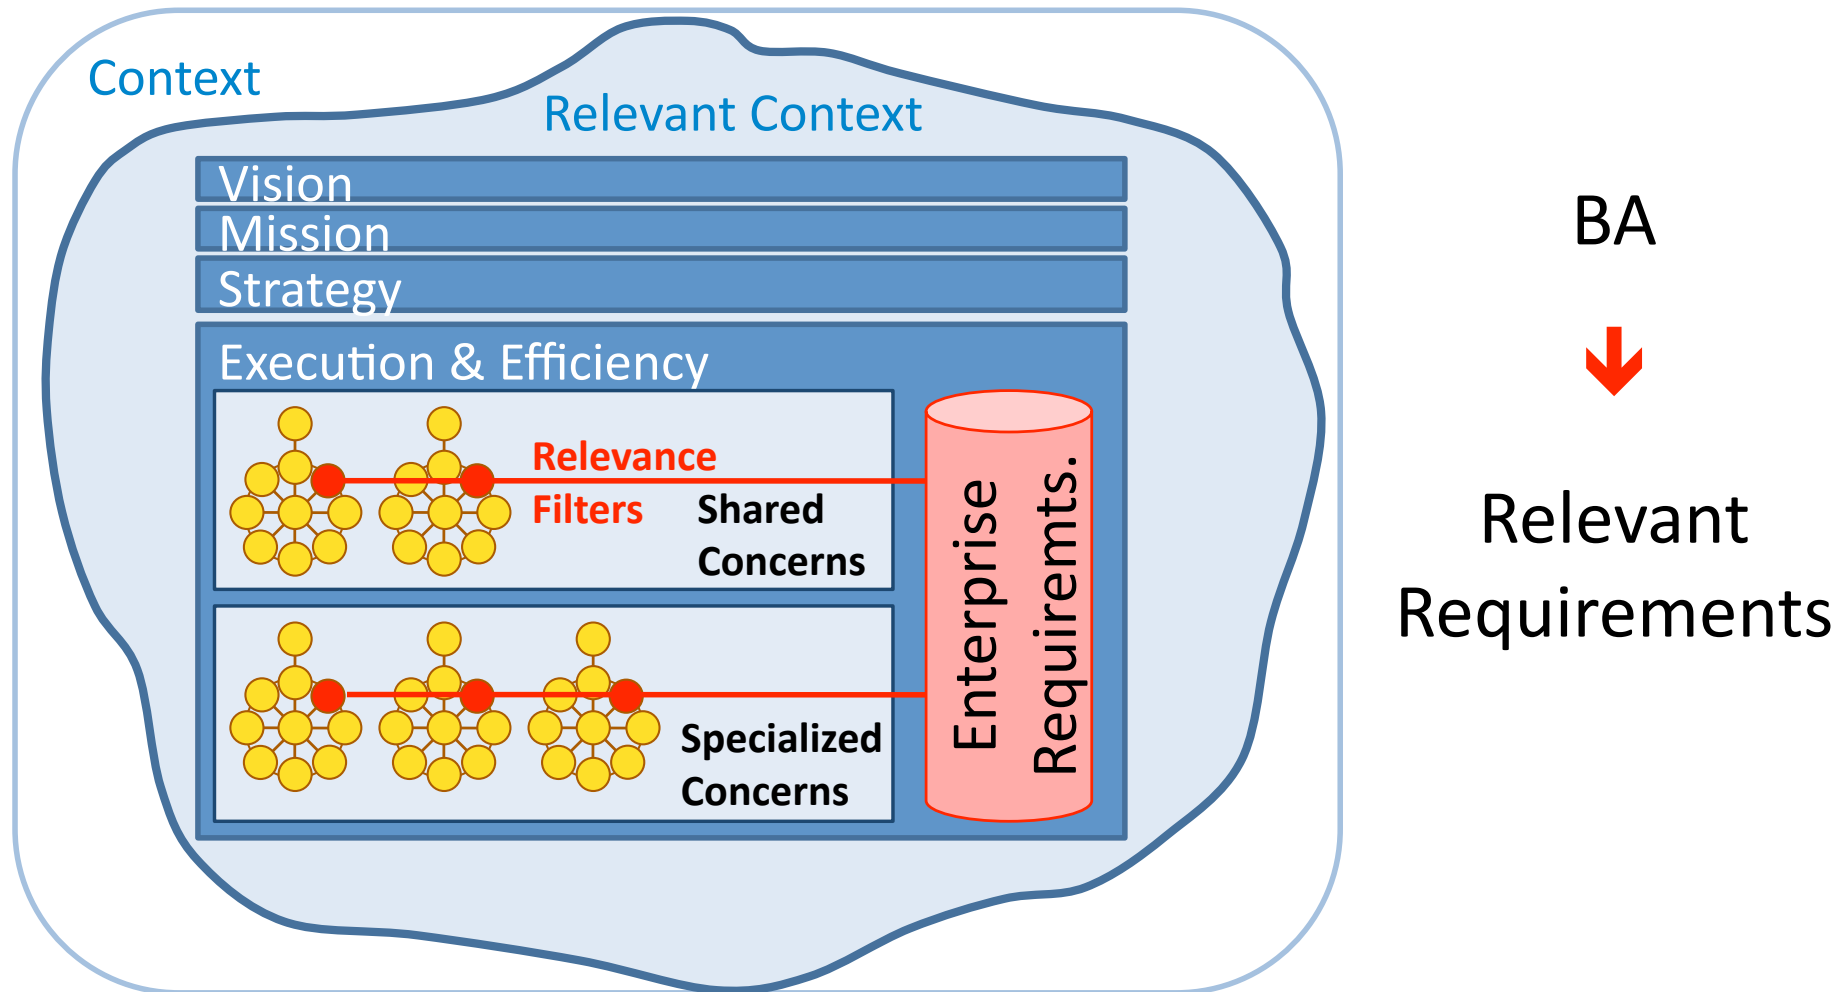 Context
Relevant Context
Vision
Mission
Strategy
Execution & Efficiency
Relevance
Filters
Shared
Concerns
Specialized
Concerns
Enterprise
Requiremts.
BA
Relevant
Requirements